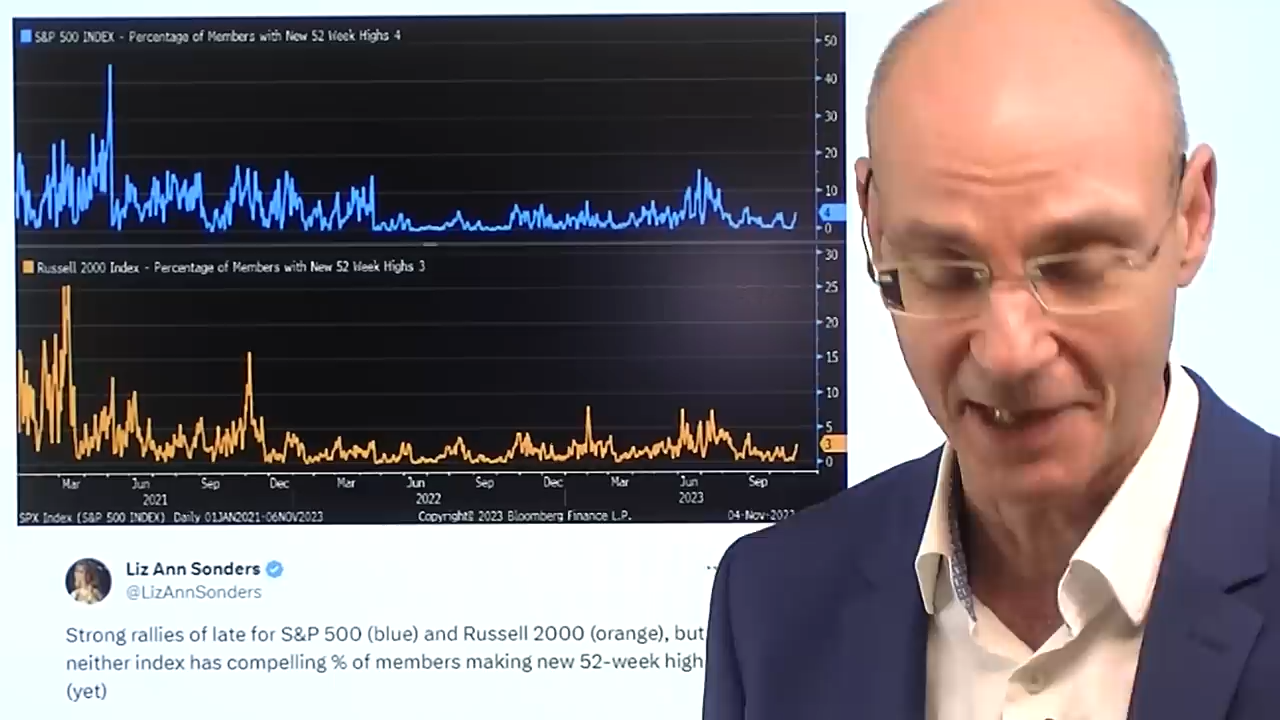 S&P 500 INDEX - Percentage of Members with New 52 Week Highs 4
50
40
30
20
10
4
0
Russell 2000 Index - Percentage of Members with New 52 Week Highs 3
30
25
20
15
10
5
3
0
Mar Jun Sep Dec Mar Jun Sep Dec Mar Jun Sep
2021 2022 2023
SPX Index (S&P 500 INDEX) Daily 01JAN2021-06NOV2023 Copyright© 2023 Bloomberg Finance L.P. 04-Nov-2023
Liz Ann Sonders
@LizAnnSonders
Strong rallies of late for S&P 500 (blue) and Russell 2000 (orange), but
neither index has compelling % of members making new 52-week high
(yet)